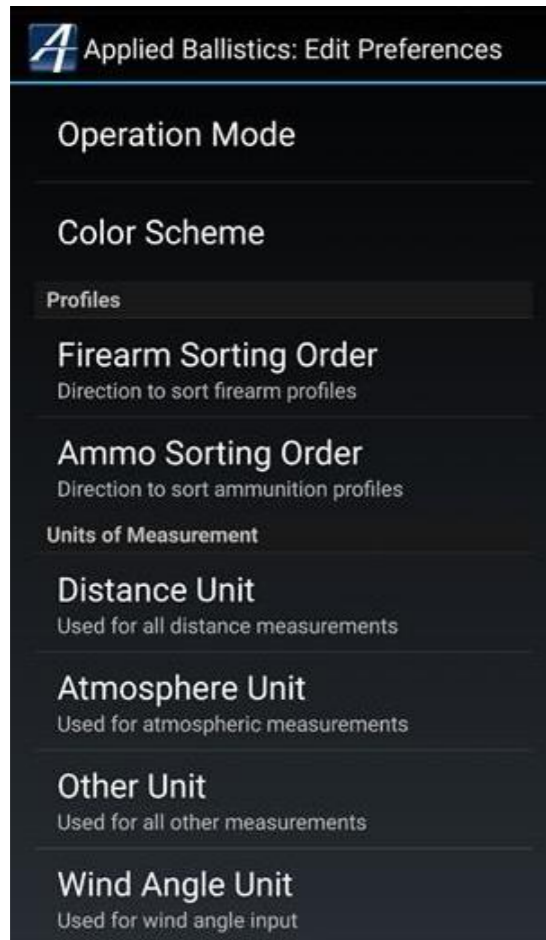 Applied Ballistics: Edit Preferences
Operation Mode
Color Scheme
Profiles
Firearm Sorting Order
Direction to sort firearm profiles
Ammo Sorting Order
Direction to sort ammunition profiles
Units of Measurement
Distance Unit
Used for all distance measurements
Atmosphere Unit
Used for atmospheric measurements
Other Unit
Used for all other measurements
Wind Angle Unit
Used for wind angle input